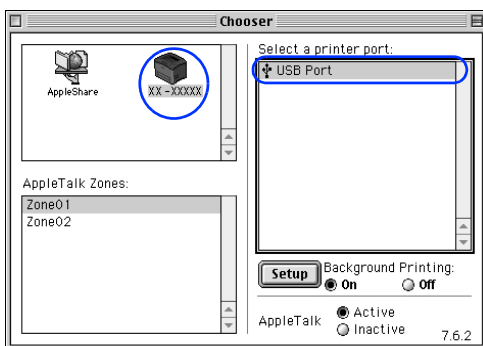 Chooser
AppleShare
XX-XXXXX
AppleTalk Zones:
Zone01
Zone02
Select a printer port:
USB Port
Setup
Background Printing:
On Off
AppleTalk
Active
Inactive
7.6.2